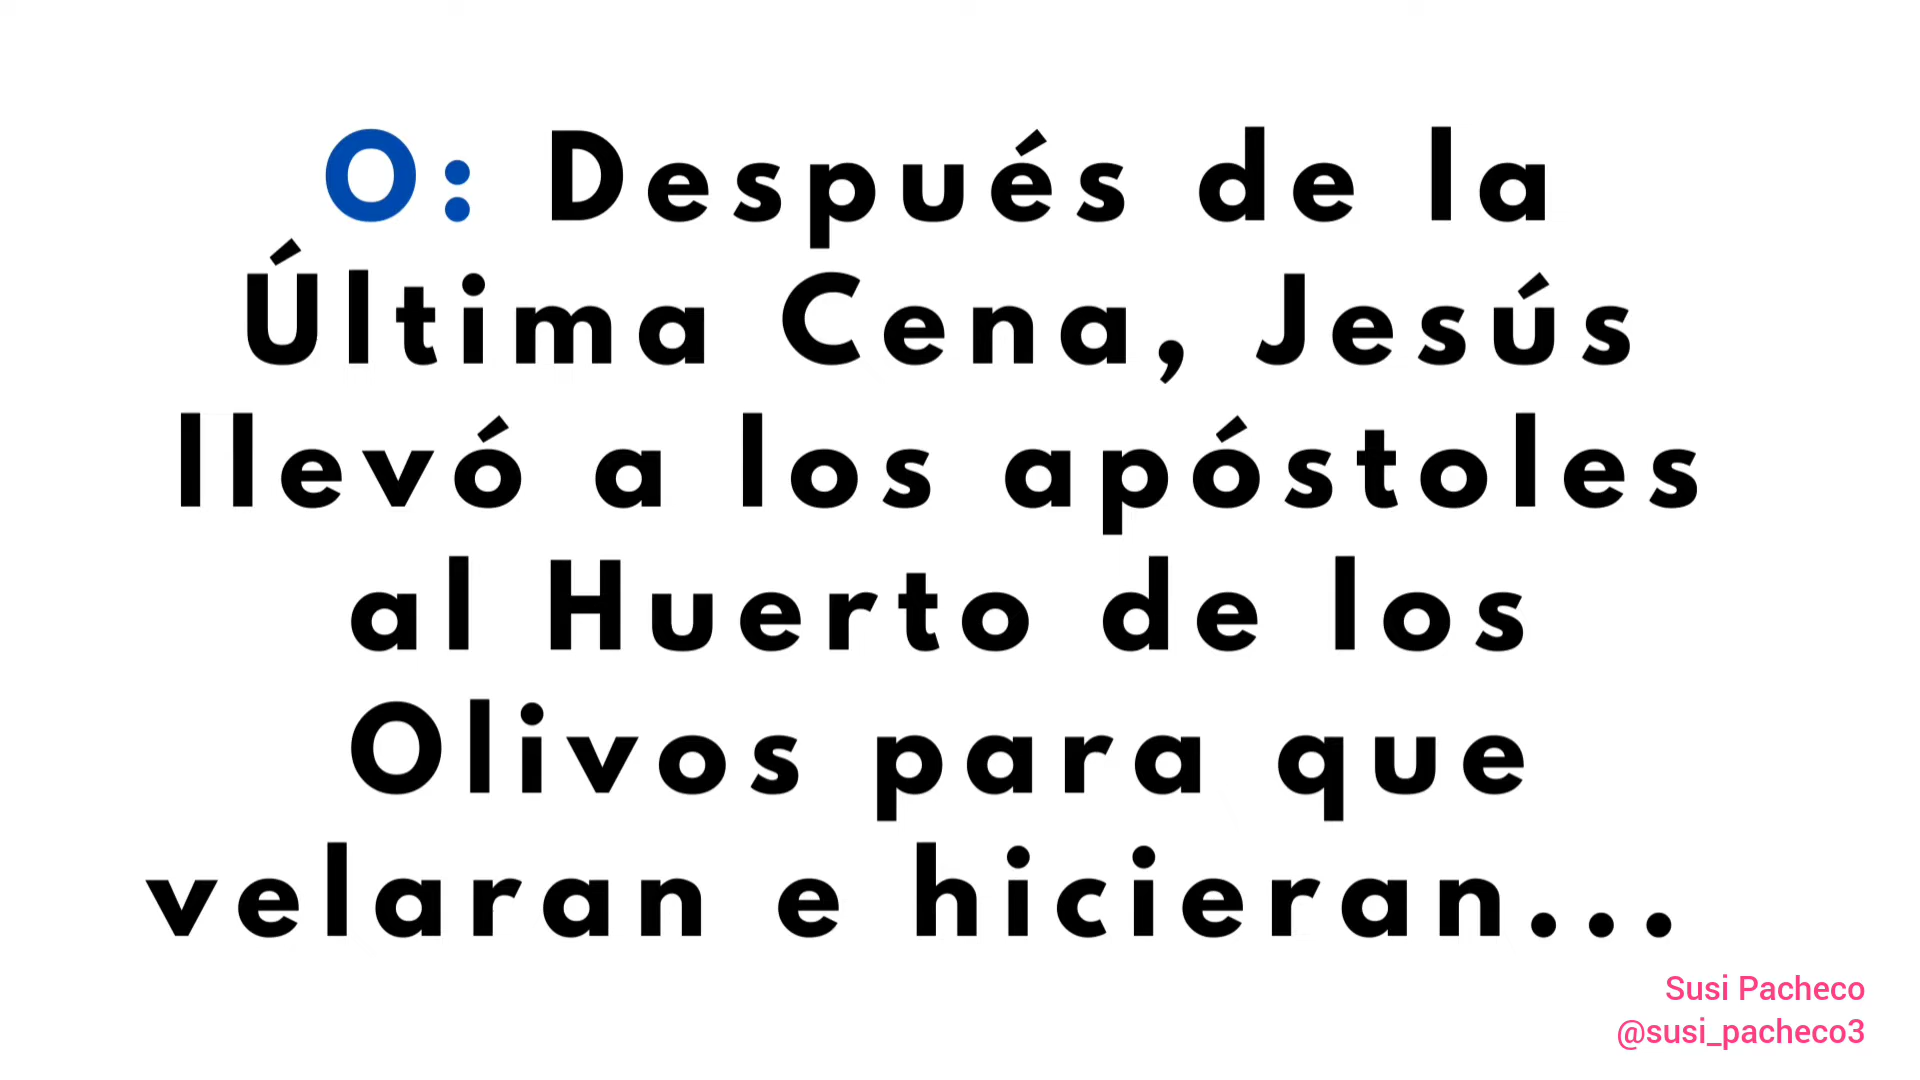 O: Después de la
Última Cena, Jesús
llevó a los apóstoles
al Huerto de los
Olivos para que
velaran e hicieran...
Susi Pacheco
@susi_pacheco3